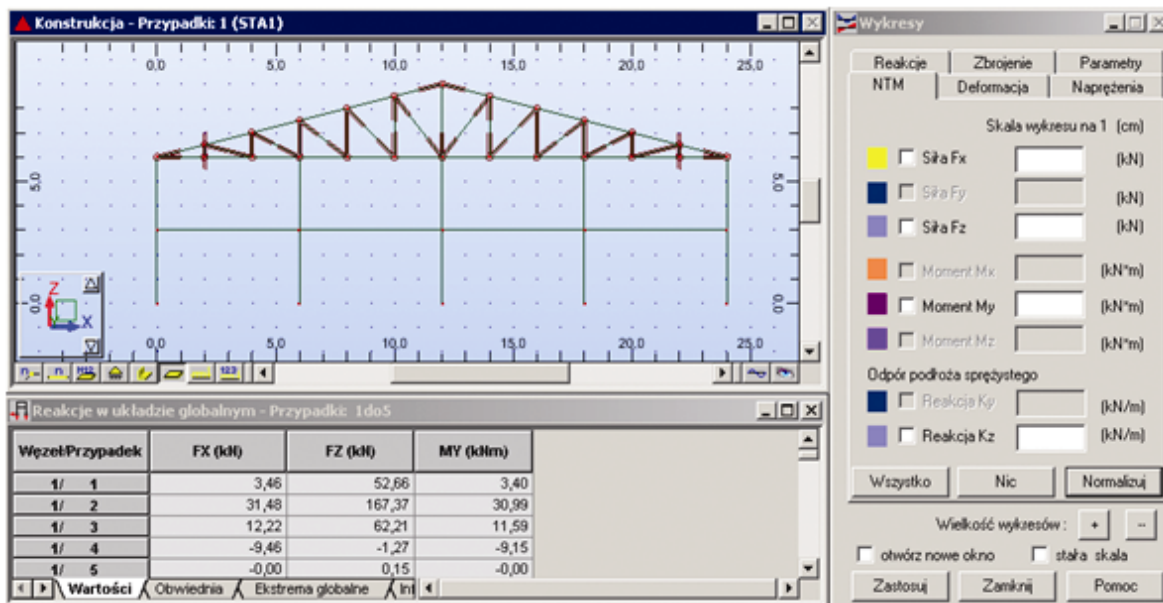 Konstrukcja - Przypadki: 1 (STA1)
0,0 5,0 10,0 15,0 20,0 25,0
5,0 5,0
0,0 0,0
Z
X
0,0 5,0 10,0 15,0 20,0 25,0
123
Reakcje w układzie globalnym - Przypadki: 1do5
Węzeł/Przypadek FX (kN) FZ (kN) MY (kNm)
1/ 1 3,46 52,66 3,40
1/ 2 31,48 167,37 30,99
1/ 3 12,22 62,21 11,59
1/ 4 -9,46 -1,27 -9,15
1/ 5 -0,00 0,15 -0,00
Wartości Obwiednia Ekstrema globalne
Wykresy
Reakcje Zbrojenie Parametry
NTM Deformacja Naprężenia
Skala wykresu na 1 (cm)
Siła Fx (kN)
Siła Fy (kN)
Siła Fz (kN)
Moment Mx (kN*m)
Moment My (kN*m)
Moment Mz (kN*m)
Odpór podłoża sprężystego
Reakcja Ky (kN/m)
Reakcja Kz (kN/m)
Wszystko Nic Normalizuj
Wielkość wykresów : + --
otwórz nowe okno stała skala
Zastosuj Zamknij Pomoc